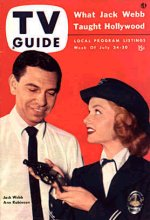 TV
GUIDE
What Jack Webb
Taught Hollywood
LOCAL PROGRAM LISTINGS
Week Of July 24-30
15¢
Jack Webb
Ann Robinson